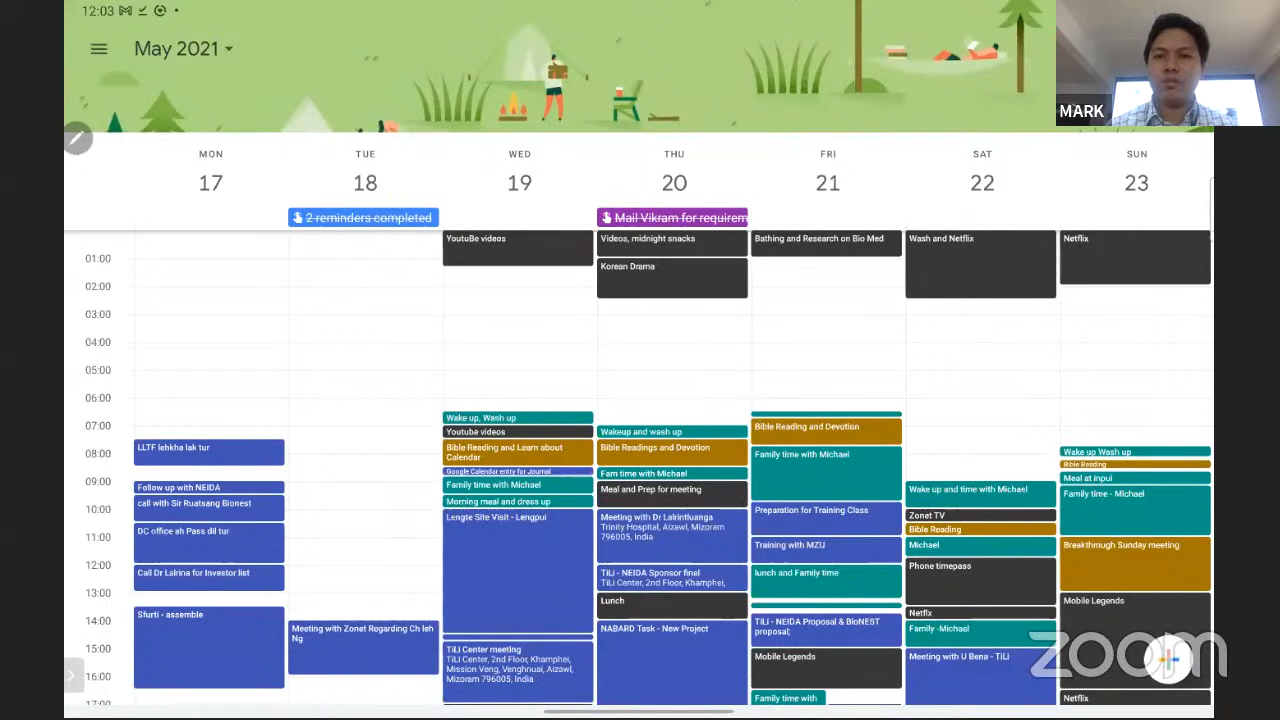 12:03
May 2021
MARK
MON
TUE
WED
THU
FRI
SAT
SUN
17
18
19
20
21
22
23
2 reminders completed
Mail Vikram for requirem
01:00
02:00
03:00
04:00
05:00
06:00
07:00
08:00
09:00
10:00
11:00
12:00
13:00
14:00
15:00
16:00
17:00
LLTF lehkha lak tur
Follow up with NEIDA
call with Sir Ruatsang Bionest
DC office ah Pass dil tur
Call Dr Lalrina for Investor list
Sfurti - assemble
Meeting with Zonet Regarding Ch leh
Ng
YoutuBe videos
Wake up, Wash up
Youtube videos
Bible Reading and Learn about
Calendar
Google Calendar entry for Journal
Family time with Michael
Morning meal and dress up
Lengte Site Visit - Lengpui
TiLi Center meeting
TiLi Center, 2nd Floor, Khamphei,
Mission Veng, Venghnuai, Aizawl,
Mizoram 796005, India
Videos, midnight snacks
Korean Drama
Wakeup and wash up
Bible Readings and Devotion
Fam time with Michael
Meal and Prep for meeting
Meeting with Dr Lalrintluanga
Trinity Hospital, Aizawl, Mizoram
796005, India
TiLi - NEIDA Sponsor final
TiLi Center, 2nd Floor, Khamphei,
Lunch
NABARD Task - New Project
Bathing and Research on Bio Med
Bible Reading and Devotion
Family time with Michael
Preparation for Training Class
Training with MZU
lunch and Family time
TiLi - NEIDA Proposal & BioNEST
proposal;
Mobile Legends
Family time with
Wash and Netflix
Wake up and time with Michael
Zonet TV
Bible Reading
Michael
Phone timepass
Netflix
Family -Michael
Meeting with U Bena - TiLi
Netflix
Wake up Wash up
Bible Reading
Meal at inpui
Family time - Michael
Breakthrough Sunday meeting
Mobile Legends
Netflix
zoom